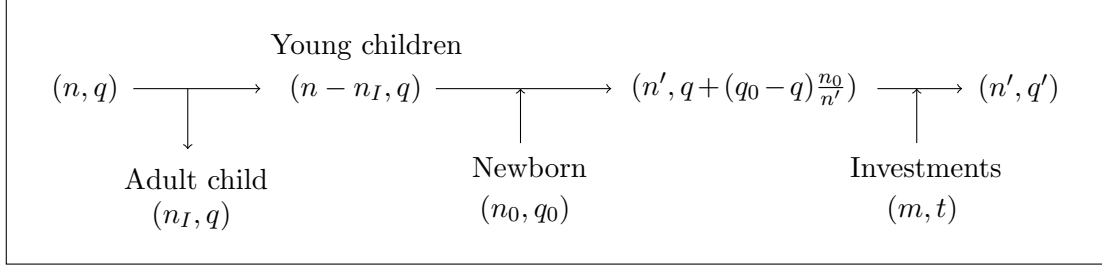 Young children
(n, q) (n − n_I, q) (n′, q + (q_0 − q) n_0/n′) (n′, q′)
Adult child Newborn Investments
(n_I, q) (n_0, q_0) (m, t)